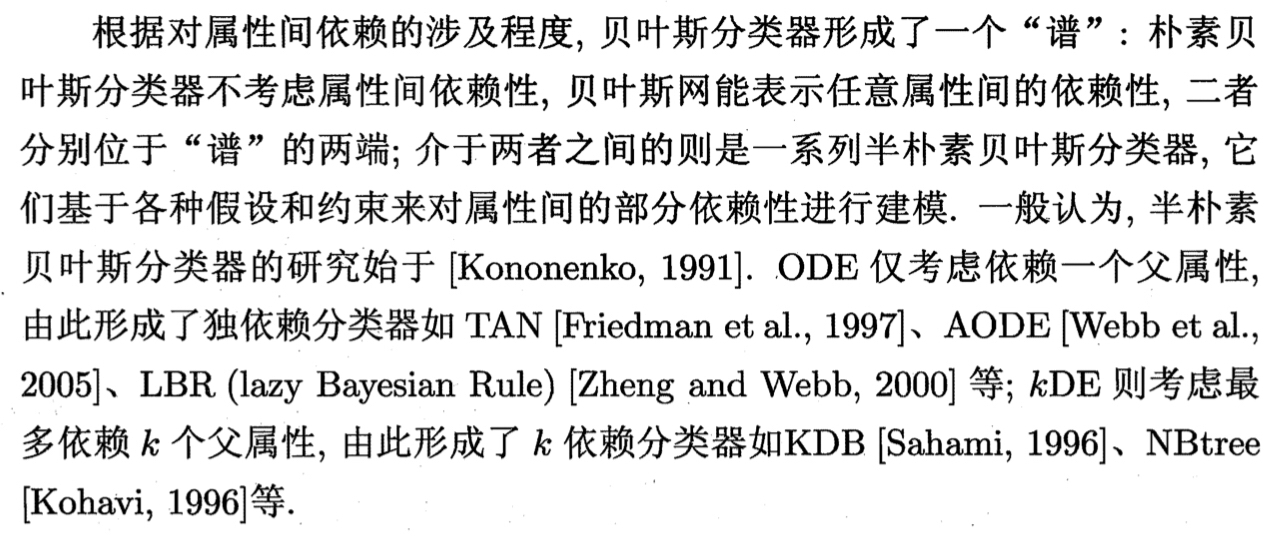 根据对属性间依赖的涉及程度, 贝叶斯分类器形成了一个“谱”: 朴素贝
叶斯分类器不考虑属性间依赖性, 贝叶斯网能表示任意属性间的依赖性, 二者
分别位于“谱”的两端; 介于两者之间的则是一系列半朴素贝叶斯分类器, 它
们基于各种假设和约束来对属性间的部分依赖性进行建模. 一般认为, 半朴素
贝叶斯分类器的研究始于 [Kononenko, 1991]. ODE 仅考虑依赖一个父属性,
由此形成了独依赖分类器如 TAN [Friedman et al., 1997]、AODE [Webb et al.,
2005]、LBR (lazy Bayesian Rule) [Zheng and Webb, 2000] 等; kDE 则考虑最
多依赖 k 个父属性, 由此形成了 k 依赖分类器如KDB [Sahami, 1996]、NBtree
[Kohavi, 1996]等.